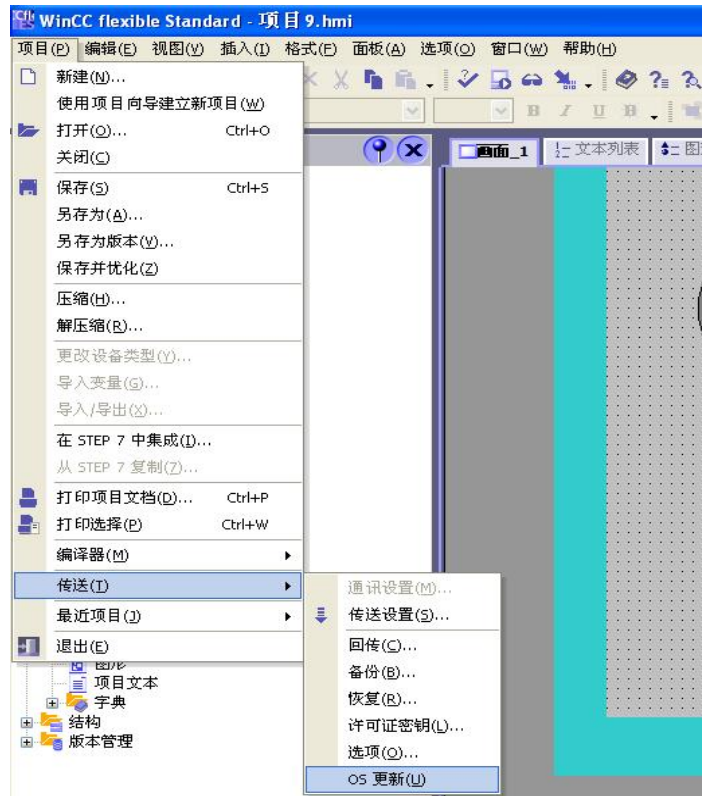 WinCC flexible Standard - 项目9.hmi
项目(P) 编辑(E) 视图(V) 插入(I) 格式(F) 面板(A) 选项(O) 窗口(W) 帮助(H)
新建(N)...
使用项目向导建立新项目(W)
打开(O)... Ctrl+O
关闭(C)
画面_1 文本列表 图
保存(S) Ctrl+S
另存为(A)...
另存为版本(V)...
保存并优化(Z)
压缩(H)...
解压缩(R)...
更改设备类型(Y)...
导入变量(G)...
导入/导出(X)...
在 STEP 7 中集成(I)...
从 STEP 7 复制(Z)...
打印项目文档(D)... Ctrl+P
打印选择(P) Ctrl+W
编译器(M)
传送(T)
最近项目(J)
退出(E)
通讯设置(M)...
传送设置(S)...
回传(C)...
备份(B)...
恢复(R)...
许可证密钥(L)...
选项(O)...
OS 更新(U)
图形
项目文本
字典
结构
版本管理